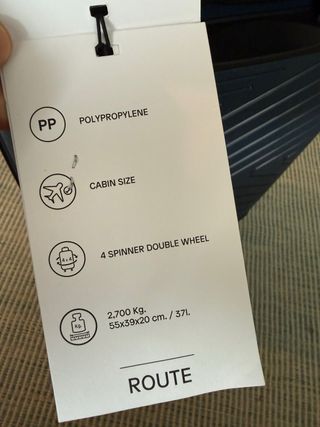 PP
POLYPROPYLENE
CABIN SIZE
4 SPINNER DOUBLE WHEEL
Kg.
2,700 Kg.
55x39x20 cm. / 37l.
ROUTE